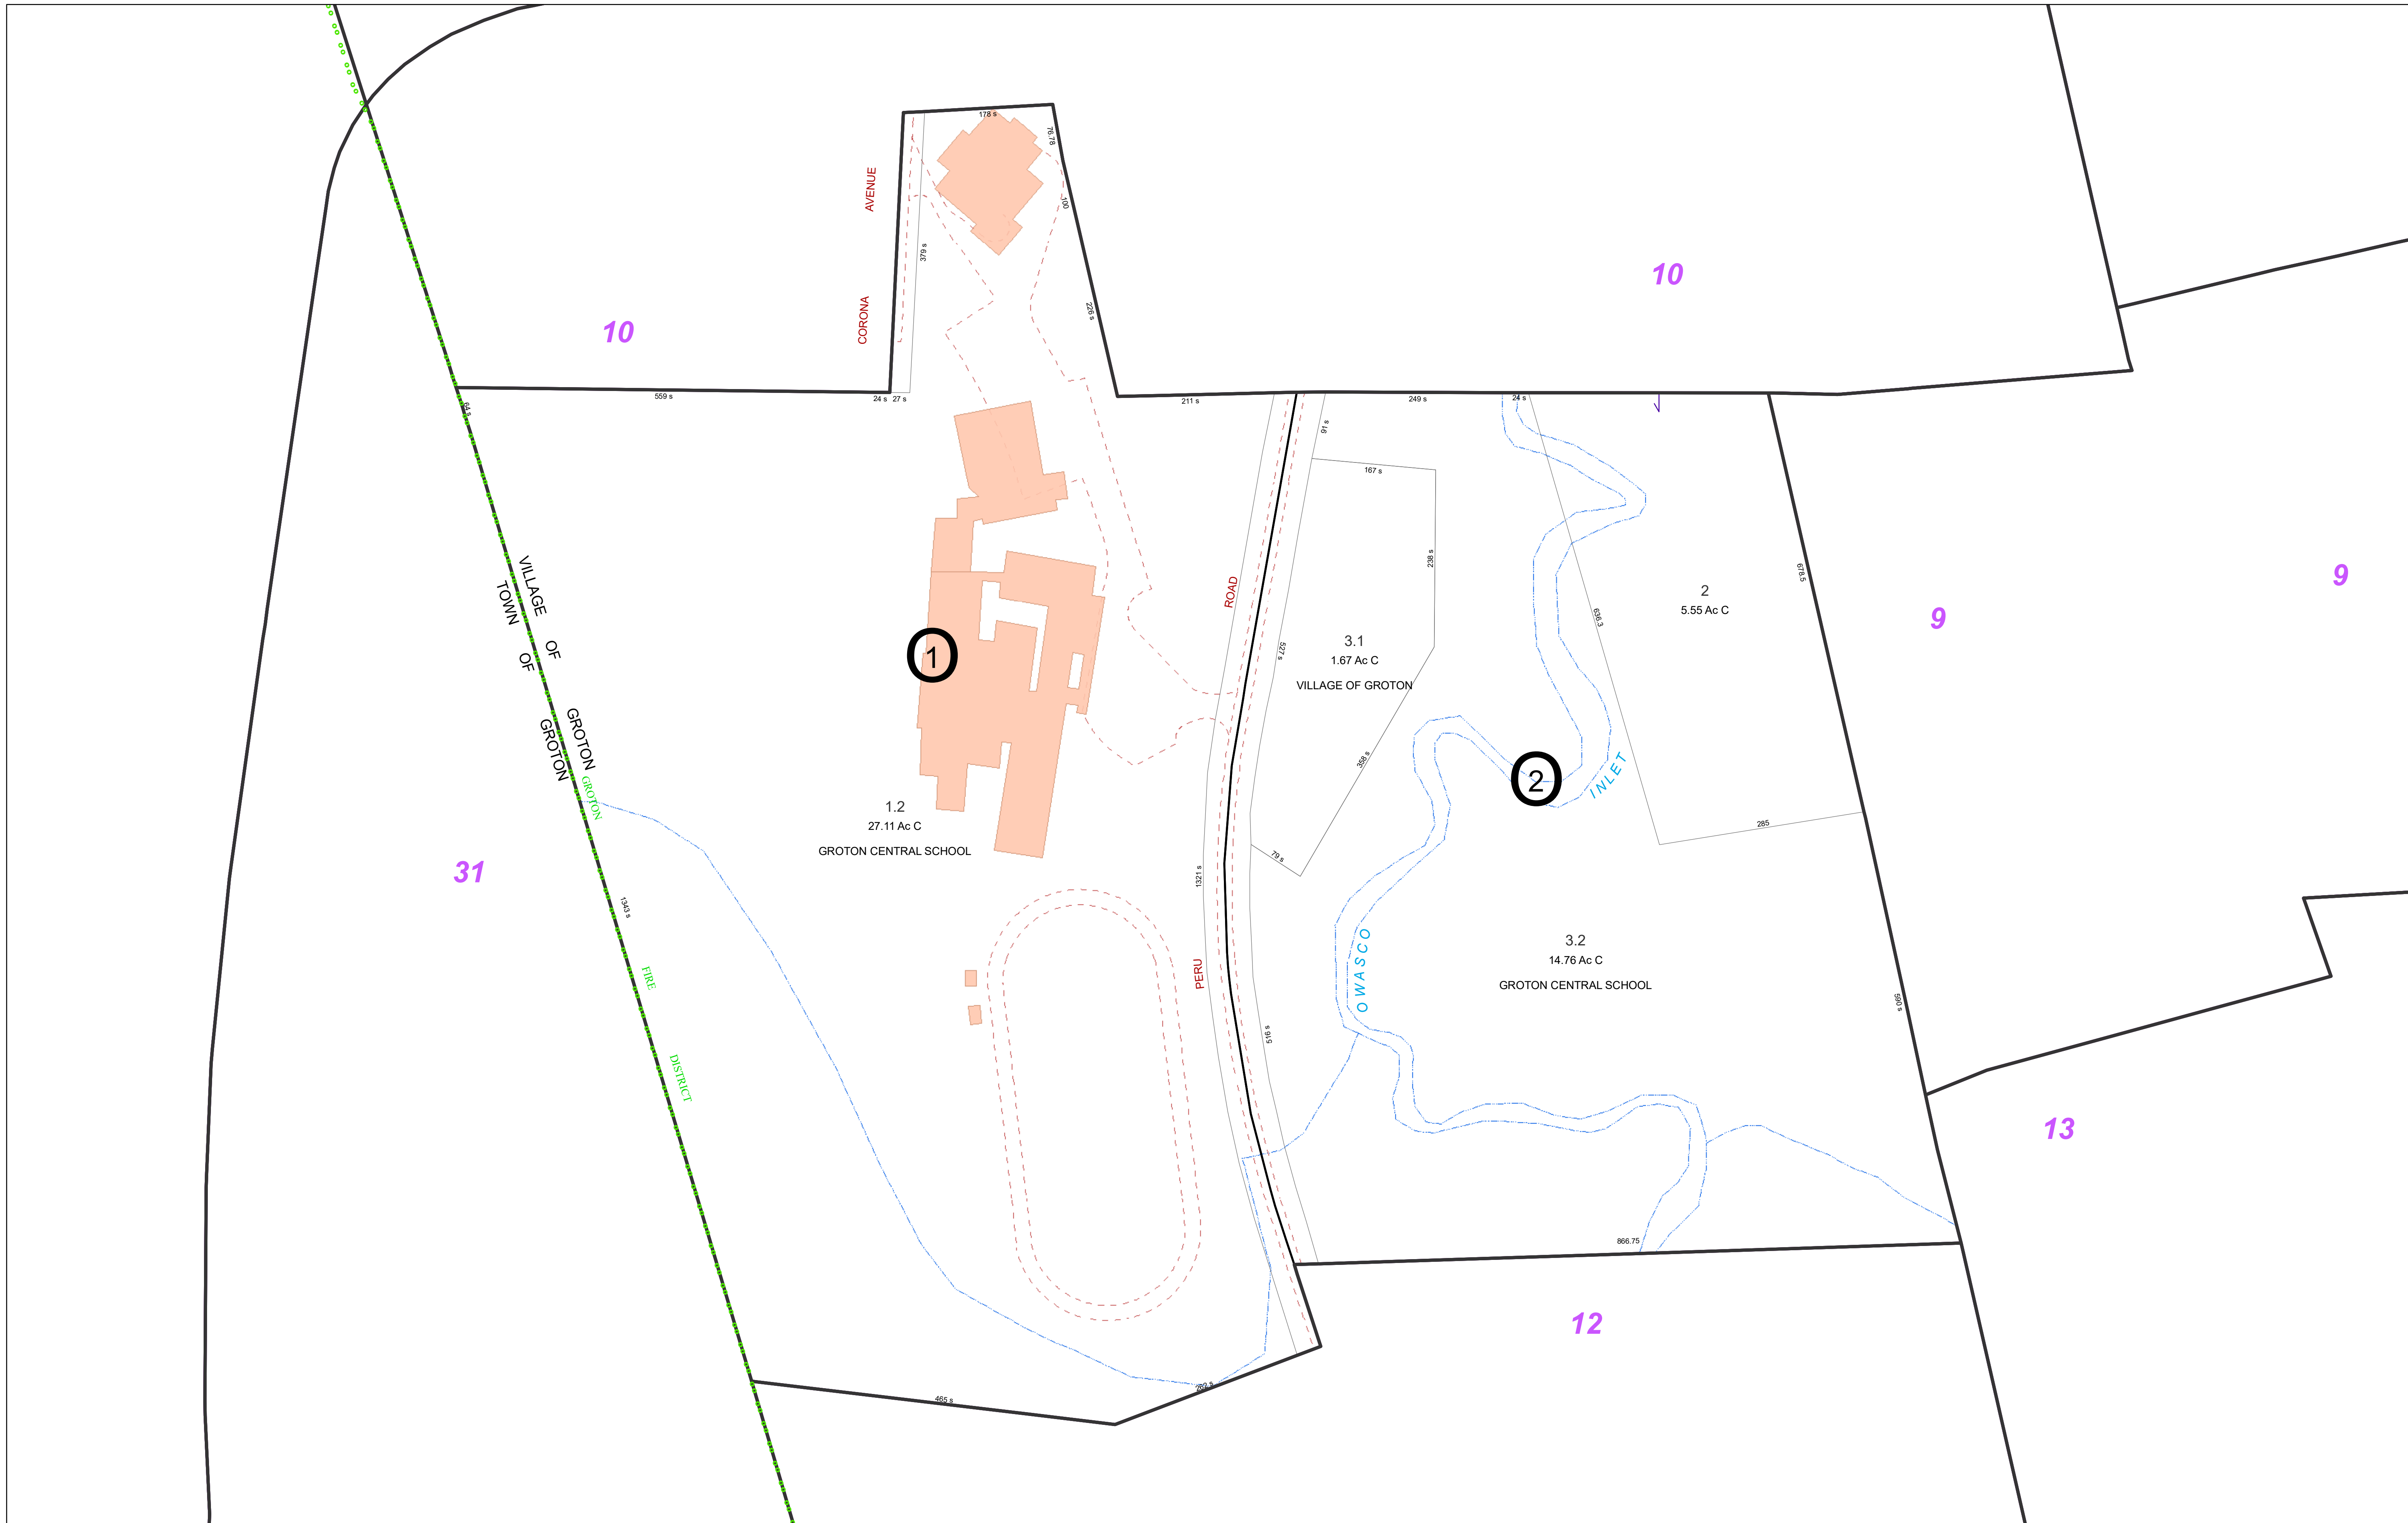 178 s
76.78
100
AVENUE
379 s
10
226 s
CORONA
10
559 s
24 s
27 s
64 s
211 s
249 s
24 s
91 s
167 s
238 s
VILLAGE OF GROTON
TOWN OF GROTON
ROAD
527 s
3.1
1.67 Ac C
VILLAGE OF GROTON
636.3
2
5.55 Ac C
678.5
9
9
1
358 s
2
OWASCO INLET
285
1.2
27.11 Ac C
GROTON CENTRAL SCHOOL
79 s
31
1343 s
GROTON FIRE DISTRICT
1321 s
PERU
3.2
14.76 Ac C
GROTON CENTRAL SCHOOL
516 s
590 s
13
866.75
12
465 s
262 s